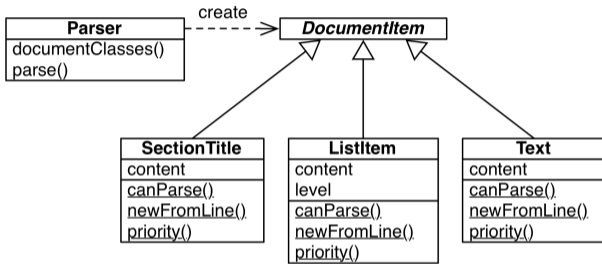 create
Parser
documentClasses()
parse()
DocumentItem
SectionTitle
content
canParse()
newFromLine()
priority()
ListItem
content
level
canParse()
newFromLine()
priority()
Text
content
canParse()
newFromLine()
priority()